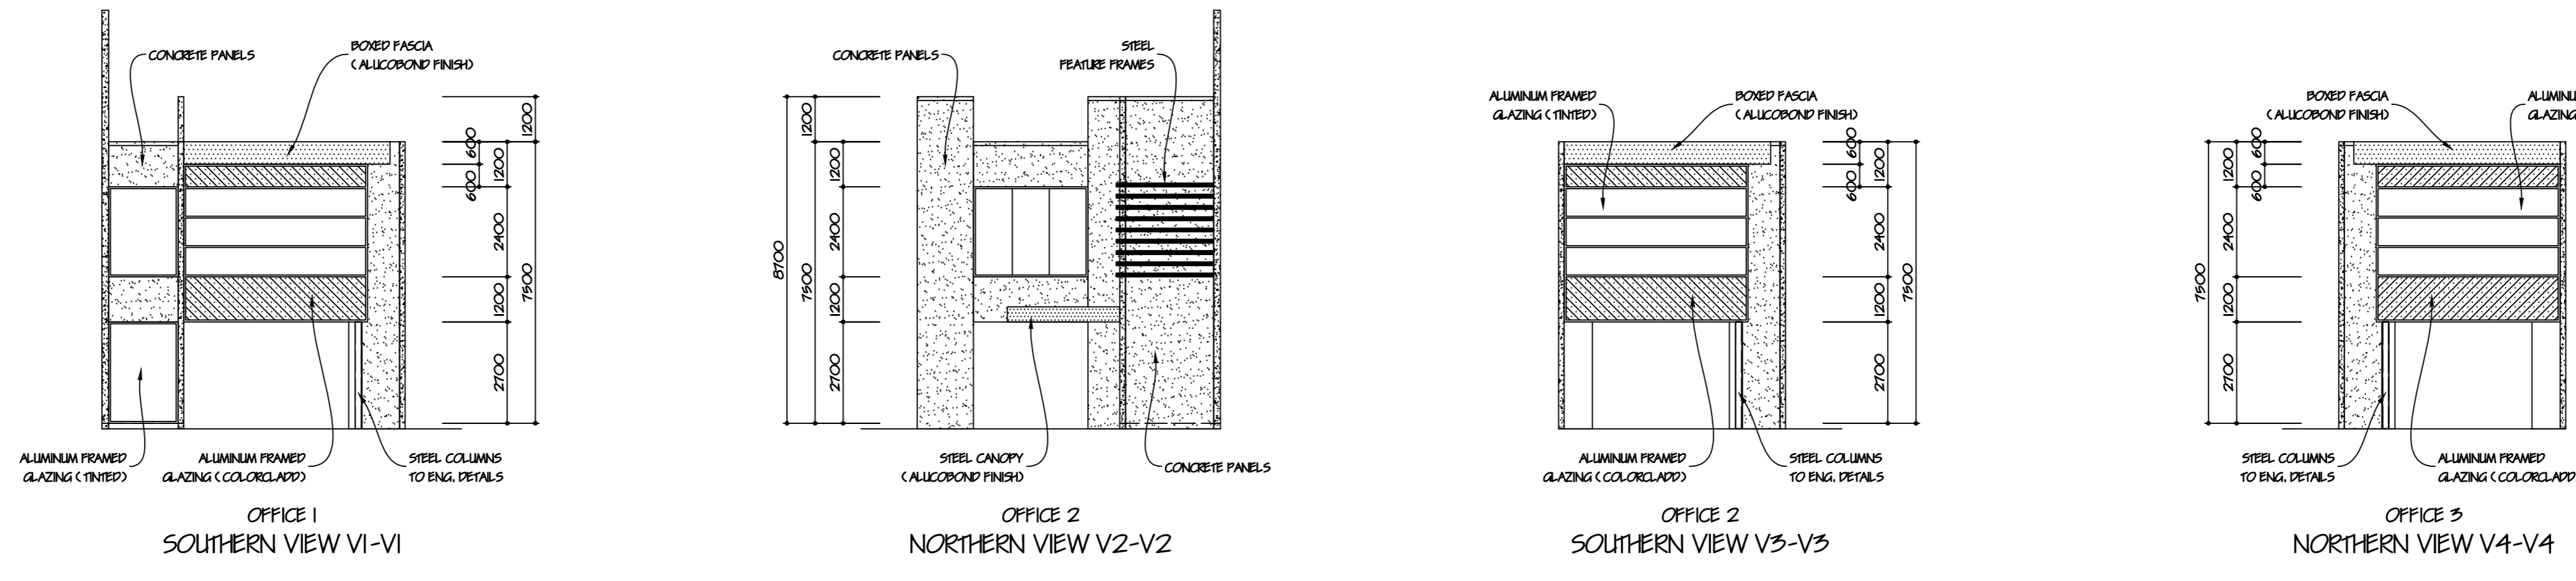 CONCRETE PANELS
BOXED FASCIA
(ALUCOBOND FINISH)
1200
600
1200
600
2400
7500
1200
2700
ALUMINUM FRAMED
GLAZING (TINTED)
ALUMINUM FRAMED
GLAZING (COLORCLADD)
STEEL COLUMNS
TO ENG. DETAILS
OFFICE 1
SOUTHERN VIEW V1-V1
CONCRETE PANELS
STEEL
FEATURE FRAMES
1200
1200
2400
8700
7500
1200
2700
STEEL CANOPY
(ALUCOBOND FINISH)
CONCRETE PANELS
OFFICE 2
NORTHERN VIEW V2-V2
ALUMINUM FRAMED
GLAZING (TINTED)
BOXED FASCIA
(ALUCOBOND FINISH)
600
1200
600
2400
7500
1200
2700
ALUMINUM FRAMED
GLAZING (COLORCLADD)
STEEL COLUMNS
TO ENG. DETAILS
OFFICE 2
SOUTHERN VIEW V3-V3
BOXED FASCIA
(ALUCOBOND FINISH)
ALUMINU
GLAZING
600
1200
600
2400
7500
1200
2700
STEEL COLUMNS
TO ENG. DETAILS
ALUMINUM FRAMED
GLAZING (COLORCLADD
OFFICE 3
NORTHERN VIEW V4-V4